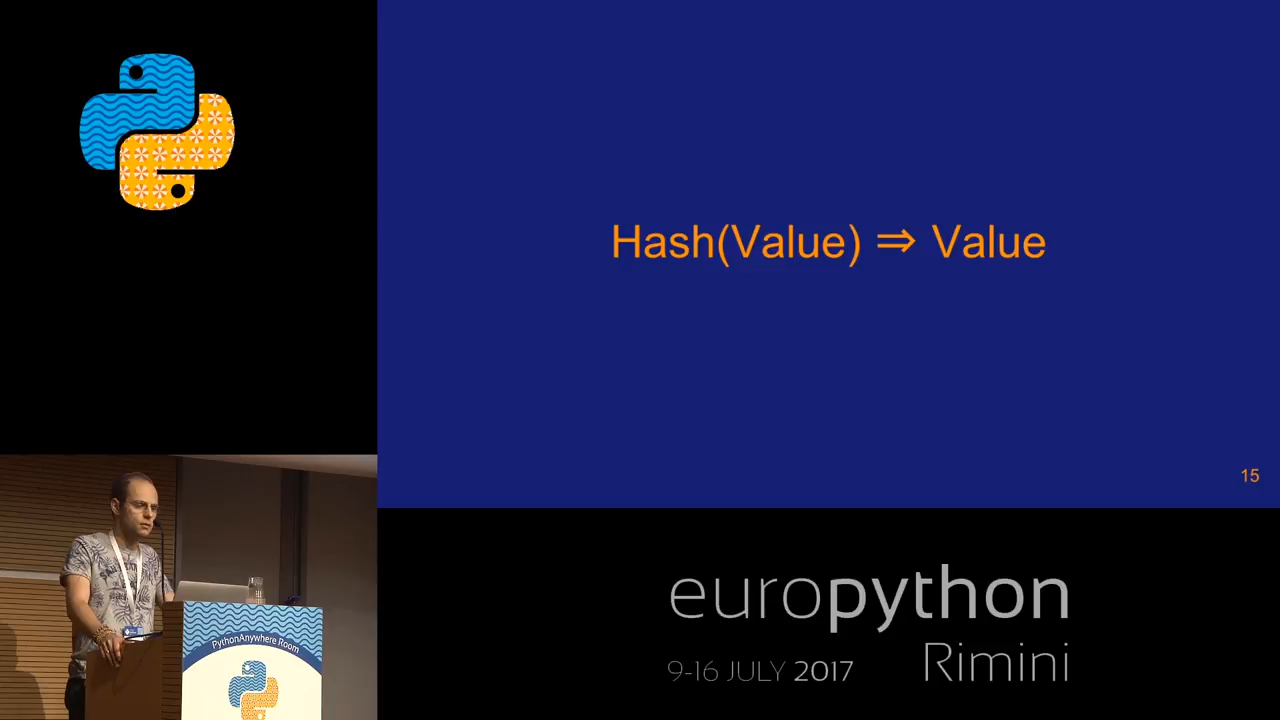 Hash(Value) ⇒ Value
15
PythonAnywhere Room
europython
Rimini
9-16 JULY 2017